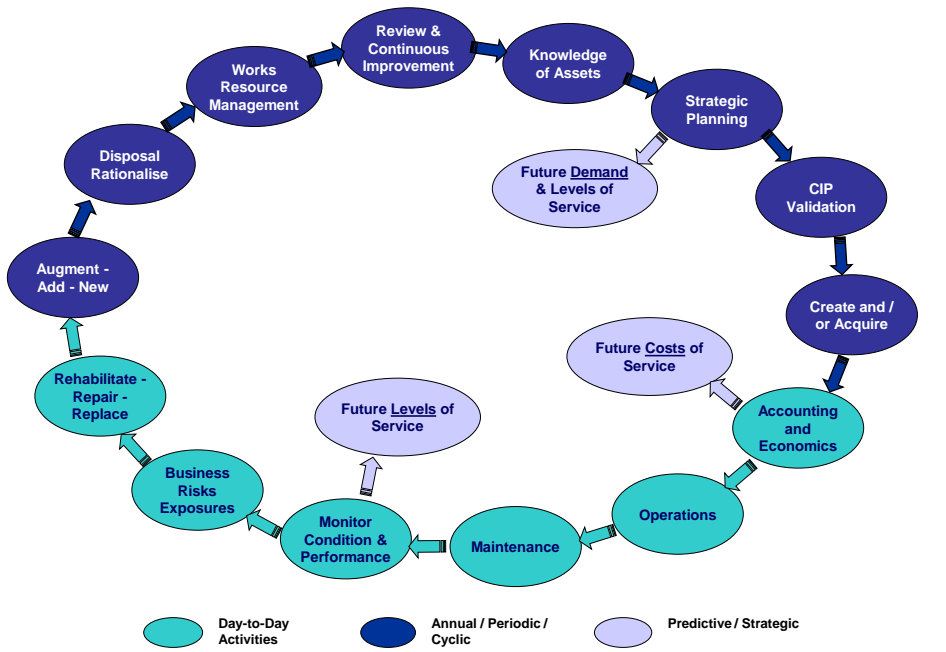 Review &
Continuous
Improvement
Knowledge
of Assets
Strategic
Planning
CIP
Validation
Create and /
or Acquire
Accounting
and
Economics
Operations
Maintenance
Monitor
Condition &
Performance
Business
Risks
Exposures
Rehabilitate -
Repair -
Replace
Augment -
Add - New
Disposal
Rationalise
Works
Resource
Management
Future Demand
& Levels of
Service
Future Costs of
Service
Future Levels of
Service
Day-to-Day
Activities
Annual / Periodic /
Cyclic
Predictive / Strategic